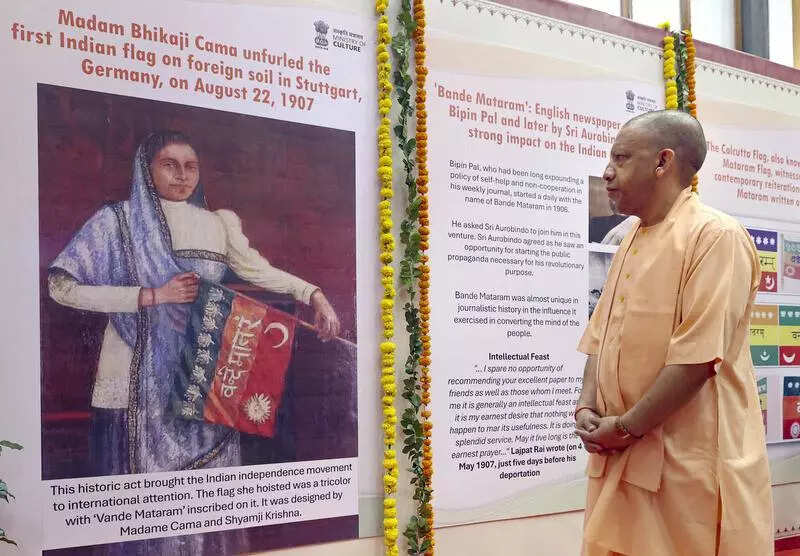 Madam Bhikaji Cama unfurled the
first Indian flag on foreign soil in Stuttgart,
Germany, on August 22, 1907
MINISTRY OF
CULTURE
वन्दे मातरम्
This historic act brought the Indian independence movement
to international attention. The flag she hoisted was a tricolor
with 'Vande Mataram' inscribed on it. It was designed by
Madame Cama and Shyamji Krishna.
'Bande Mataram': English newspaper
Bipin Pal and later by Sri Aurobin
strong impact on the Indian
MINISTRY OF
CULTURE
Bipin Pal, who had been long expounding a
policy of self-help and non-cooperation in
his weekly journal, started a daily with the
name of Bande Mataram in 1906.
He asked Sri Aurobindo to join him in this
venture. Sri Aurobindo agreed as he saw an
opportunity for starting the public
propaganda necessary for his revolutionary
purpose.
Bande Mataram was almost unique in
journalistic history in the influence it
exercised in converting the mind of the
people.
Intellectual Feast
"... I spare no opportunity of
recommending your excellent paper to
friends as well as those whom I meet. Fo
me it is generally an intellectual feast a
it is my earnest desire that nothing w
happen to mar its usefulness. It is doin
splendid service. May it five long is th
earnest prayer..." Lajpat Rai wrote (on 4
May 1907, just five days before his
deportation
The Calcutta Flag, also know
Mataram Flag, witness
contemporary reiteratio
Mataram written o